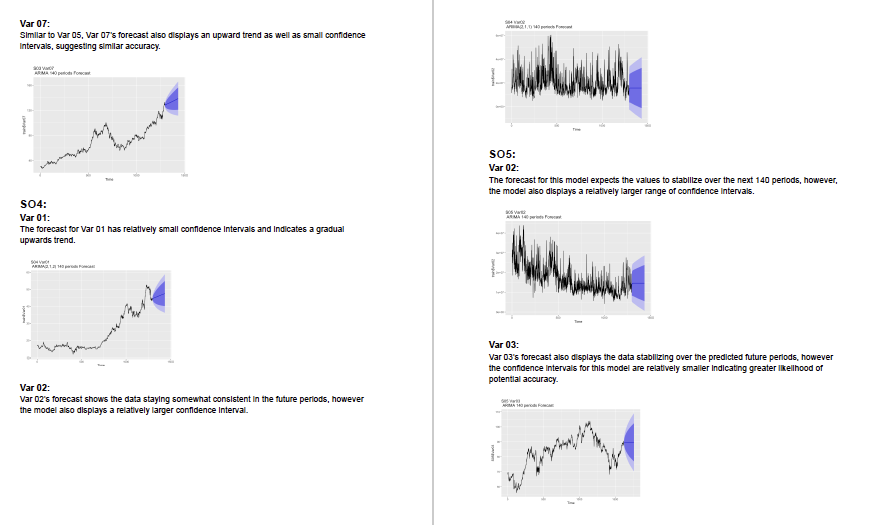 Var 07:
Similar to Var 05, Var 07's forecast also displays an upward trend as well as small confidence
intervals, suggesting similar accuracy.
S03 Var07
ARIMA 140 periods Forecast
Time
SO4:
Var 01:
The forecast for Var 01 has relatively small confidence intervals and indicates a gradual
upwards trend.
S04 Var01
ARIMA(2,1,2) 140 periods Forecast
Time
Var 02:
Var 02's forecast shows the data staying somewhat consistent in the future periods, however
the model also displays a relatively larger confidence interval.
S04 Var02
ARIMA(2,1,1) 140 periods Forecast
Time
SO5:
Var 02:
The forecast for this model expects the values to stabilize over the next 140 periods, however,
the model also displays a relatively larger range of confidence intervals.
S05 Var02
ARIMA 140 periods Forecast
Time
Var 03:
Var 03's forecast also displays the data stabilizing over the predicted future periods, however
the confidence intervals for this model are relatively smaller indicating greater likelihood of
potential accuracy.
S05 Var03
ARIMA 140 periods Forecast
Time